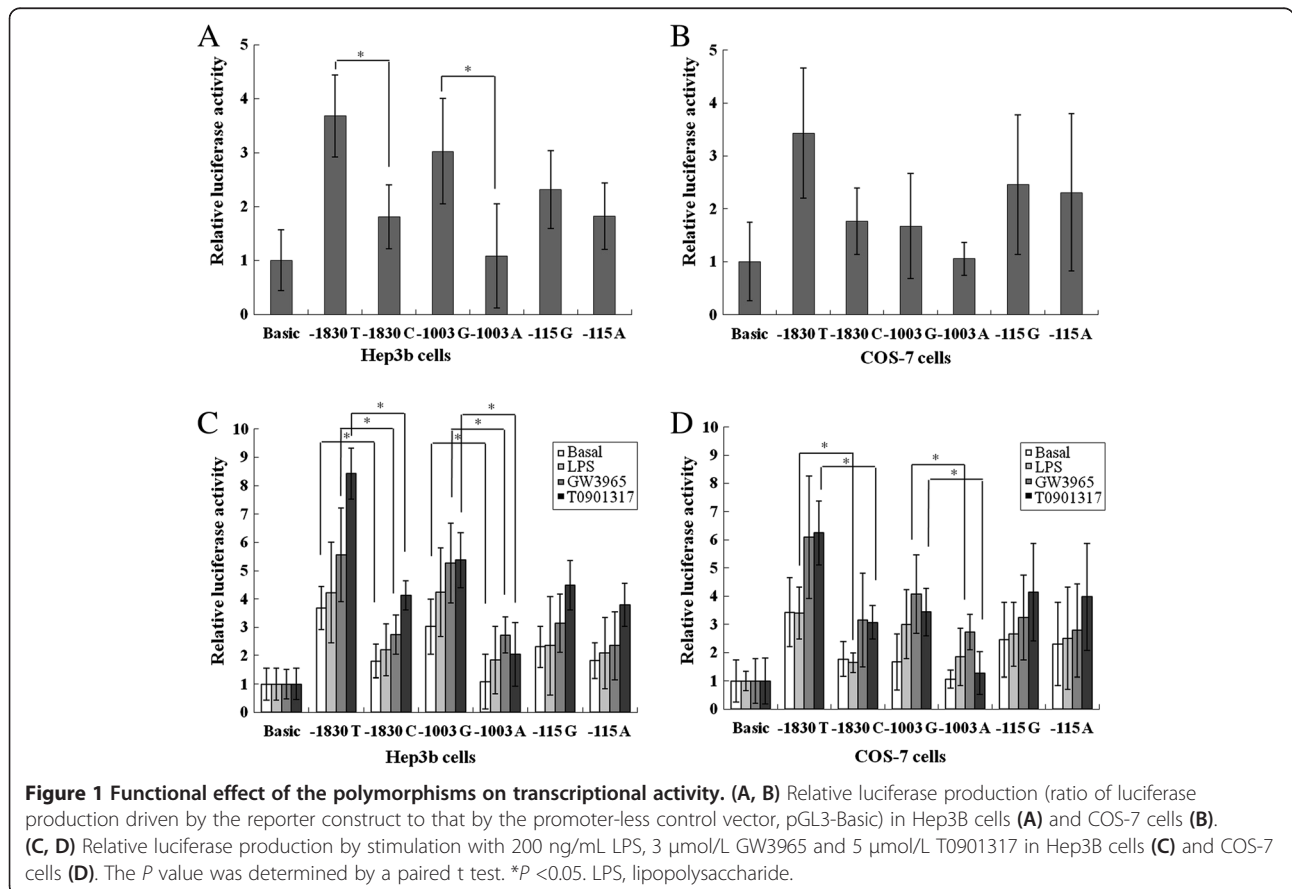 A
B
5
4
3
2
1
0
Relative luciferase activity
*
*
Basic -1830 T -1830 C -1003 G -1003 A -115 G -115 A
Hep3b cells
5
4
3
2
1
0
Relative luciferase activity
Basic -1830 T -1830 C -1003 G -1003 A -115 G -115 A
COS-7 cells
C
D
10
9
8
7
6
5
4
3
2
1
0
Relative luciferase activity
*
*
*
*
*
*
Basal
LPS
GW3965
T0901317
Basic -1830 T -1830 C -1003 G -1003 A -115 G -115 A
Hep3b cells
10
9
8
7
6
5
4
3
2
1
0
Relative luciferase activity
*
*
*
*
Basal
LPS
GW3965
T0901317
Basic -1830 T -1830 C -1003 G -1003 A -115 G -115 A
COS-7 cells
Figure 1 Functional effect of the polymorphisms on transcriptional activity. (A, B) Relative luciferase production (ratio of luciferase
production driven by the reporter construct to that by the promoter-less control vector, pGL3-Basic) in Hep3B cells (A) and COS-7 cells (B).
(C, D) Relative luciferase production by stimulation with 200 ng/mL LPS, 3 μmol/L GW3965 and 5 μmol/L T0901317 in Hep3B cells (C) and COS-7
cells (D). The P value was determined by a paired t test. *P <0.05. LPS, lipopolysaccharide.